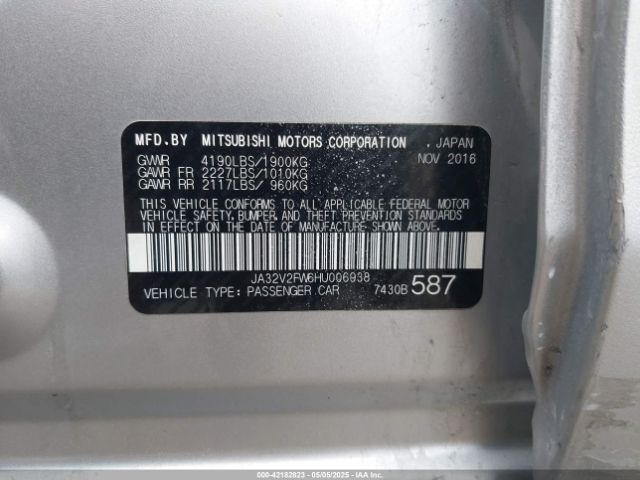 MFD.BY MITSUBISHI MOTORS CORPORATION , JAPAN
NOV 2016
GVWR 4190LBS/1900KG
GAWR FR 2227LBS/1010KG
GAWR RR 2117LBS/ 960KG
THIS VEHICLE CONFORMS TO ALL APPLICABLE FEDERAL MOTOR
VEHICLE SAFETY, BUMPER, AND THEFT PREVENTION STANDARDS
IN EFFECT ON THE DATE OF MANUFACTURE SHOWN ABOVE.
JA32V2FW6HU006938
VEHICLE TYPE: PASSENGER CAR 7430B 587
000-42182823 - 05/05/2025 - IAAI.com